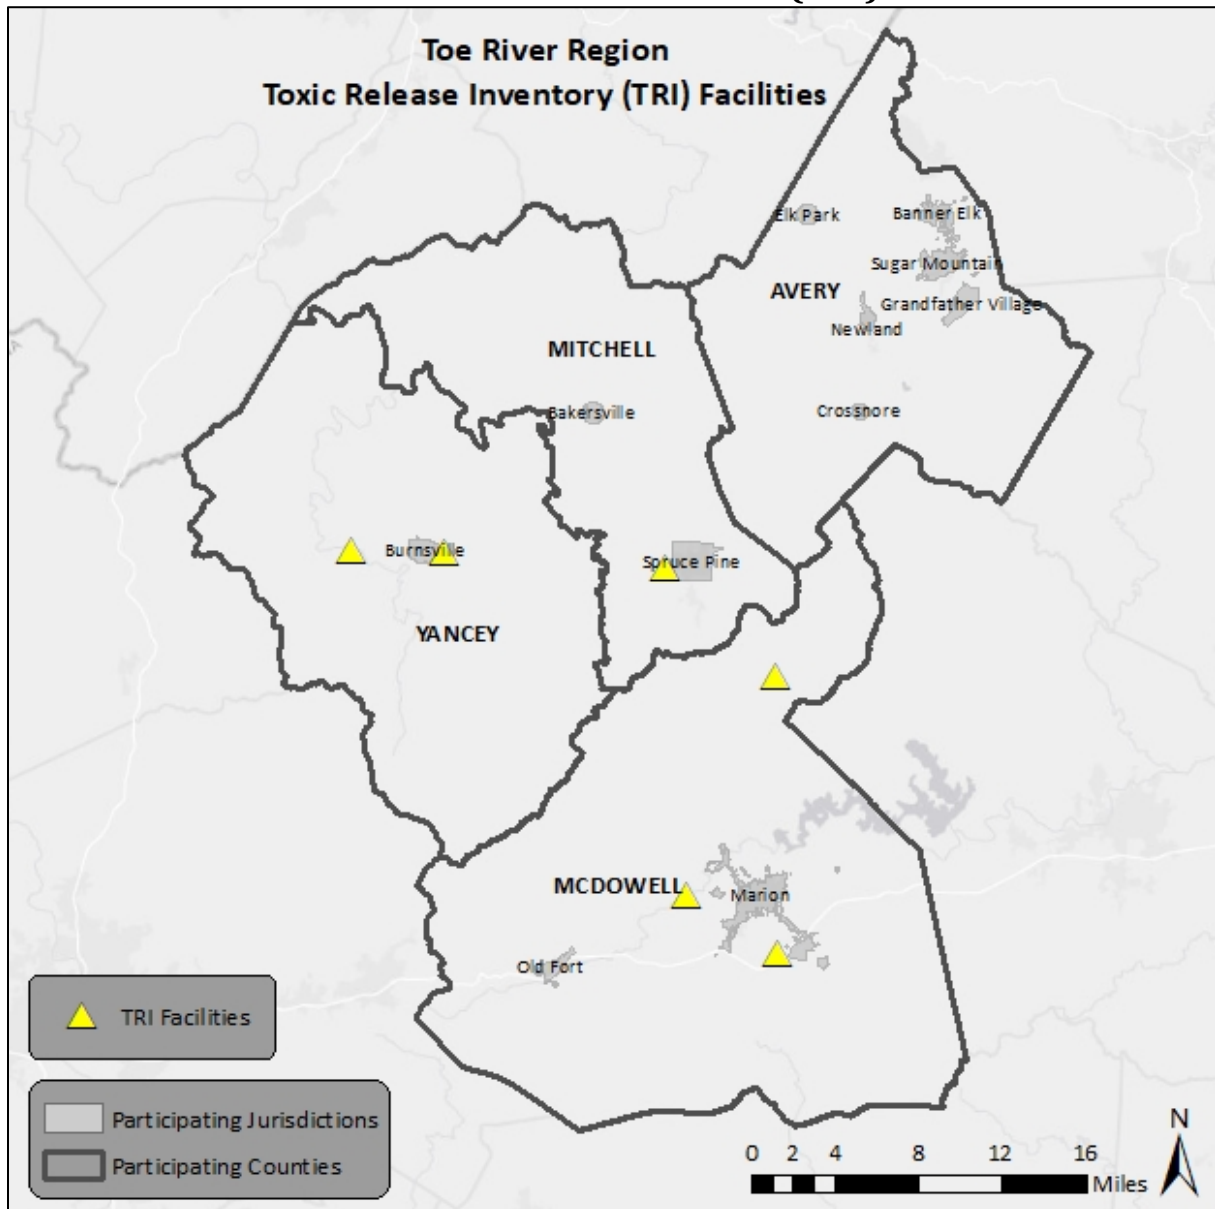 Toe River Region
Toxic Release Inventory (TRI) Facilities
Elk Park
Banner Elk
Sugar Mountain
AVERY
Grandfather Village
Newland
MITCHELL
Bakersville
Crossnore
Burnsville
Spruce Pine
YANCEY
MCDOWELL
Marion
Old Fort
TRI Facilities
Participating Jurisdictions
Participating Counties
N
0 2 4 8 12 16
Miles